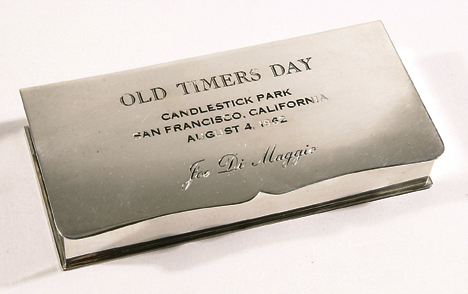 OLD TIMERS DAY
CANDLESTICK PARK
SAN FRANCISCO, CALIFORNIA
AUGUST 4, 1962
Joe Di Maggio